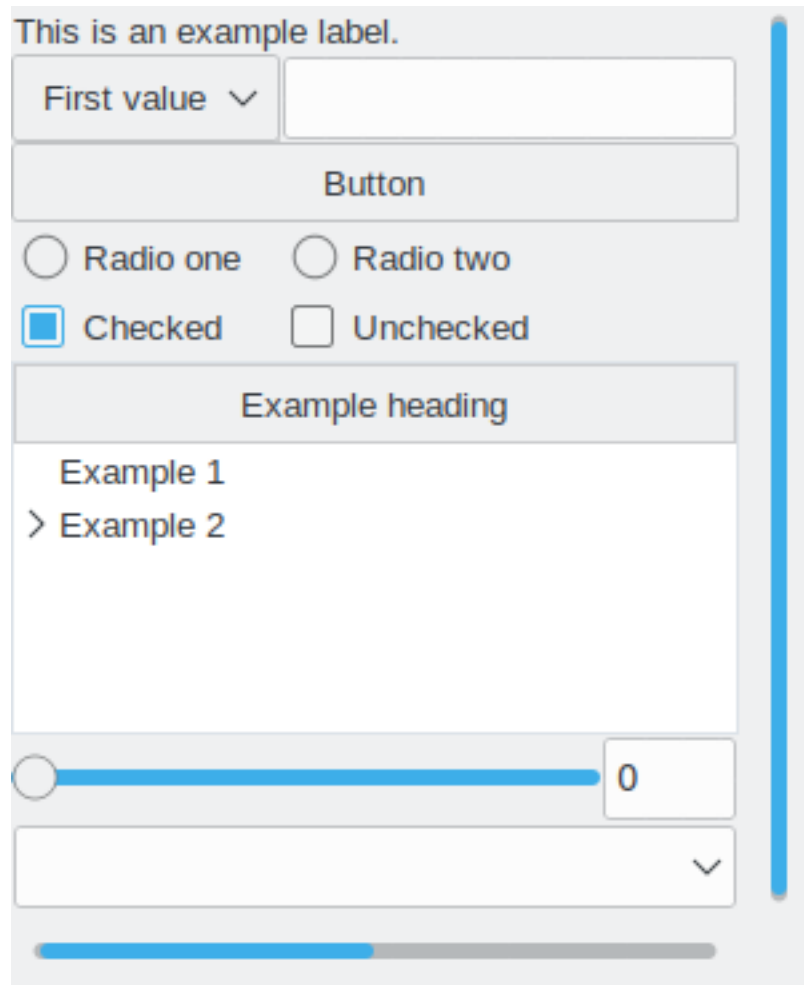 This is an example label.
First value
Button
Radio one Radio two
Checked Unchecked
Example heading
Example 1
Example 2
0